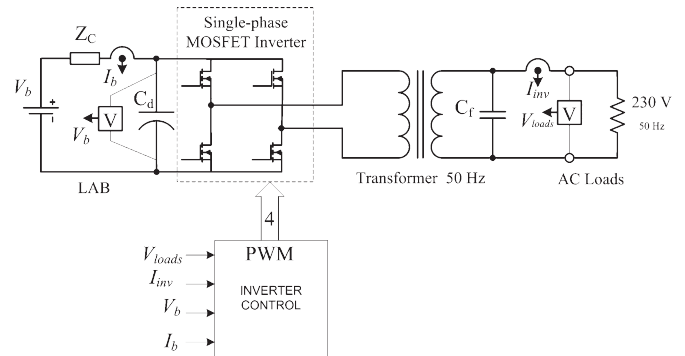 Single-phase
MOSFET Inverter
Z_C
I_b
V_b
+
-
C_d
V
V_b
LAB
C_f
I_inv
V
V_loads
230 V
50 Hz
Transformer 50 Hz
AC Loads
4
PWM
INVERTER
CONTROL
V_loads
I_inv
V_b
I_b